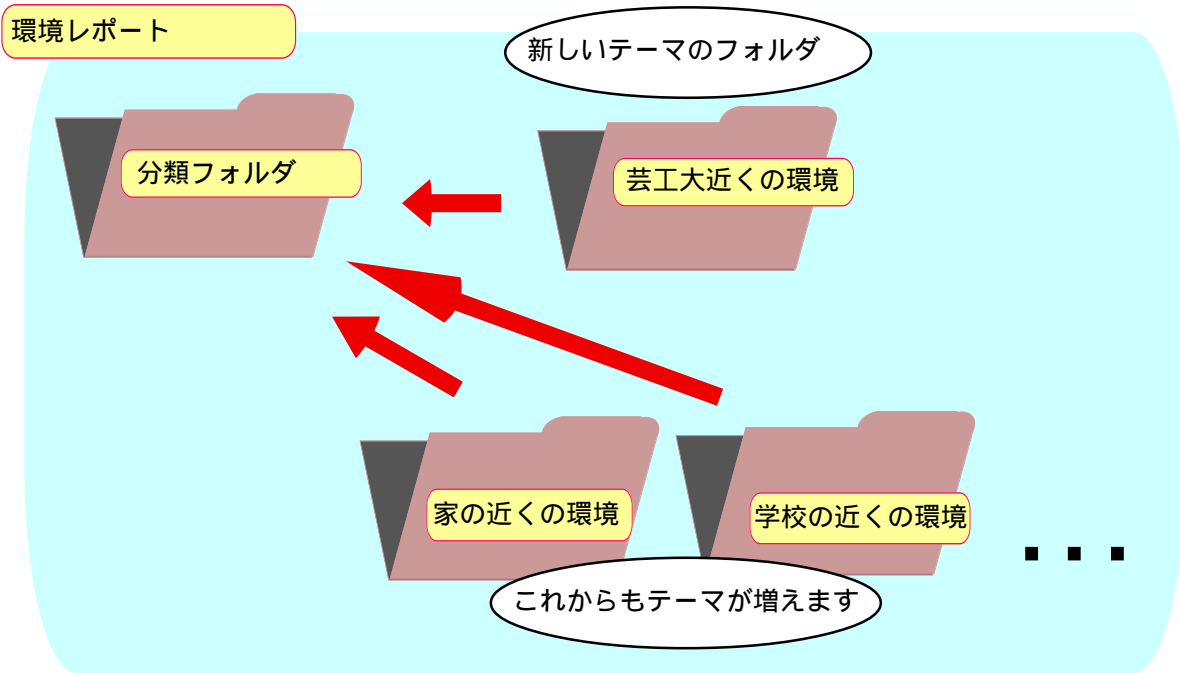 環境レポート
新しいテーマのフォルダ
分類フォルダ
芸工大近くの環境
家の近くの環境
学校の近くの環境
これからもテーマが増えます